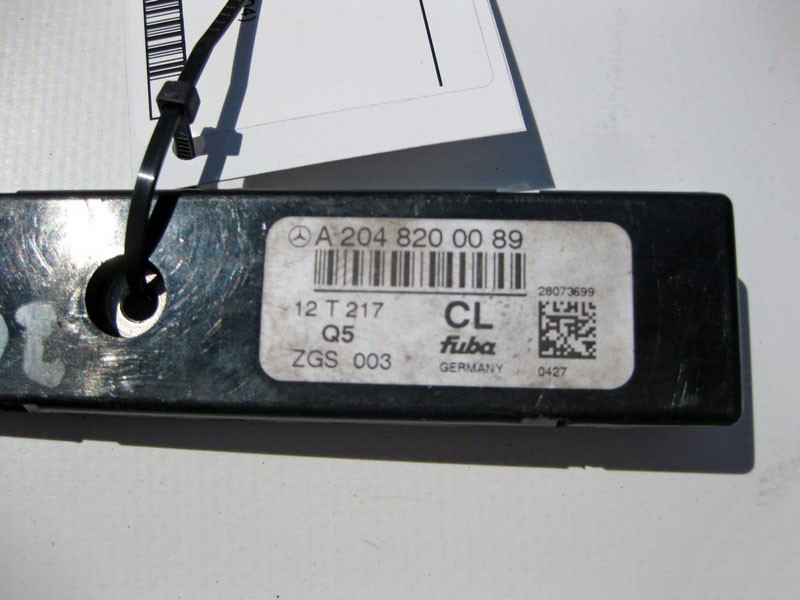 A 204 820 00 89
12 T 217
Q5
ZGS 003
CL
fuba
GERMANY
28073699
0427